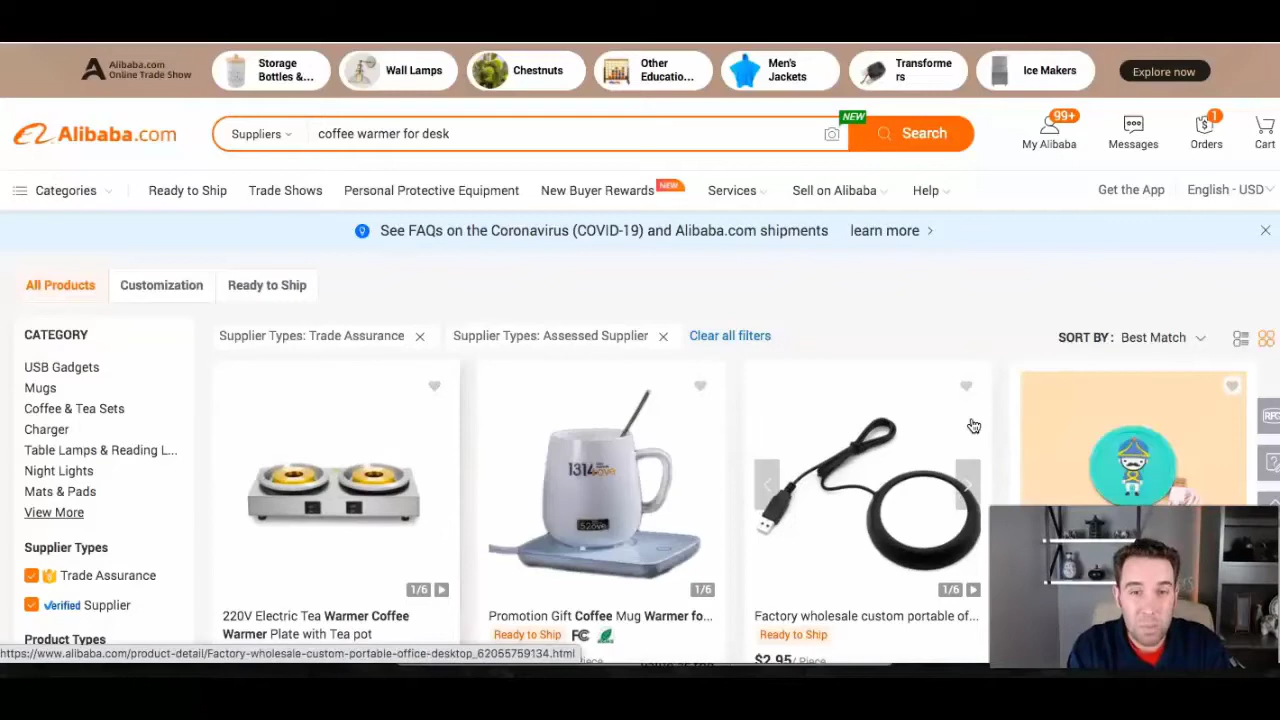 Alibaba.com
Online Trade Show
Storage
Bottles &...
Wall Lamps
Chestnuts
Other
Educatio...
Men's
Jackets
Transforme
rs
Ice Makers
Explore now
Alibaba.com
Suppliers
coffee warmer for desk
NEW
Search
99+
My Alibaba
Messages
1
Orders
Cart
Categories
Ready to Ship
Trade Shows
Personal Protective Equipment
New Buyer Rewards
NEW
Services
Sell on Alibaba
Help
Get the App
English - USD
See FAQs on the Coronavirus (COVID-19) and Alibaba.com shipments
learn more
All Products
Customization
Ready to Ship
CATEGORY
USB Gadgets
Mugs
Coffee & Tea Sets
Charger
Table Lamps & Reading L...
Night Lights
Mats & Pads
View More
Supplier Types
Trade Assurance
Verified Supplier
Product Types
Supplier Types: Trade Assurance
Supplier Types: Assessed Supplier
Clear all filters
SORT BY : Best Match
1/6
220V Electric Tea Warmer Coffee
Warmer Plate with Tea pot
1314
1/6
Promotion Gift Coffee Mug Warmer fo...
Ready to Ship
FC
1/6
Factory wholesale custom portable of...
Ready to Ship
$2.95/ Piece
RFQ
https://www.alibaba.com/product-detail/Factory-wholesale-custom-portable-office-desktop_62055759134.html